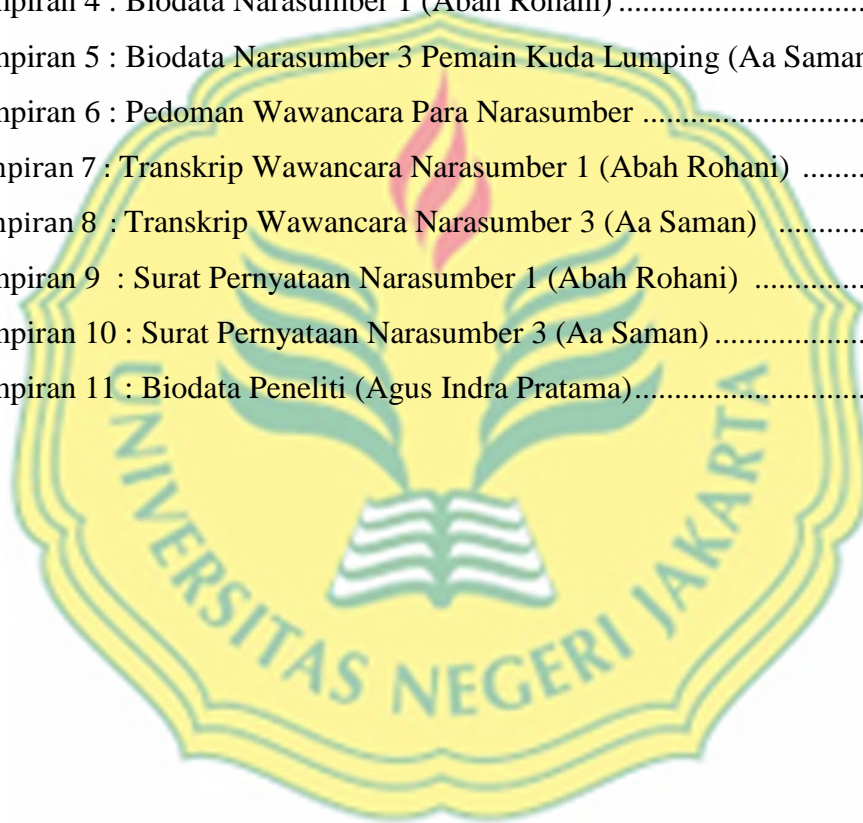 mpiran 4 : Biodata Narasumber 1 (Abah Rohani) ...............................
mpiran 5 : Biodata Narasumber 3 Pemain Kuda Lumping (Aa Saman
mpiran 6 : Pedoman Wawancara Para Narasumber ............................
mpiran 7 : Transkrip Wawancara Narasumber 1 (Abah Rohani) ........
mpiran 8 : Transkrip Wawancara Narasumber 3 (Aa Saman) ...........
mpiran 9 : Surat Pernyataan Narasumber 1 (Abah Rohani) ..............
mpiran 10 : Surat Pernyataan Narasumber 3 (Aa Saman) ...................
mpiran 11 : Biodata Peneliti (Agus Indra Pratama).............................
UNIVERSITAS NEGERI JAKARTA